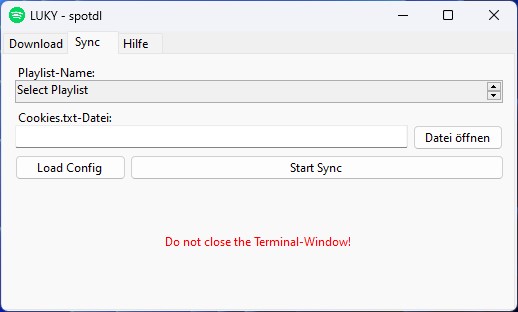 LUKY - spotdl
Download Sync Hilfe
Playlist-Name:
Select Playlist
Cookies.txt-Datei:
Datei öffnen
Load Config Start Sync
Do not close the Terminal-Window!